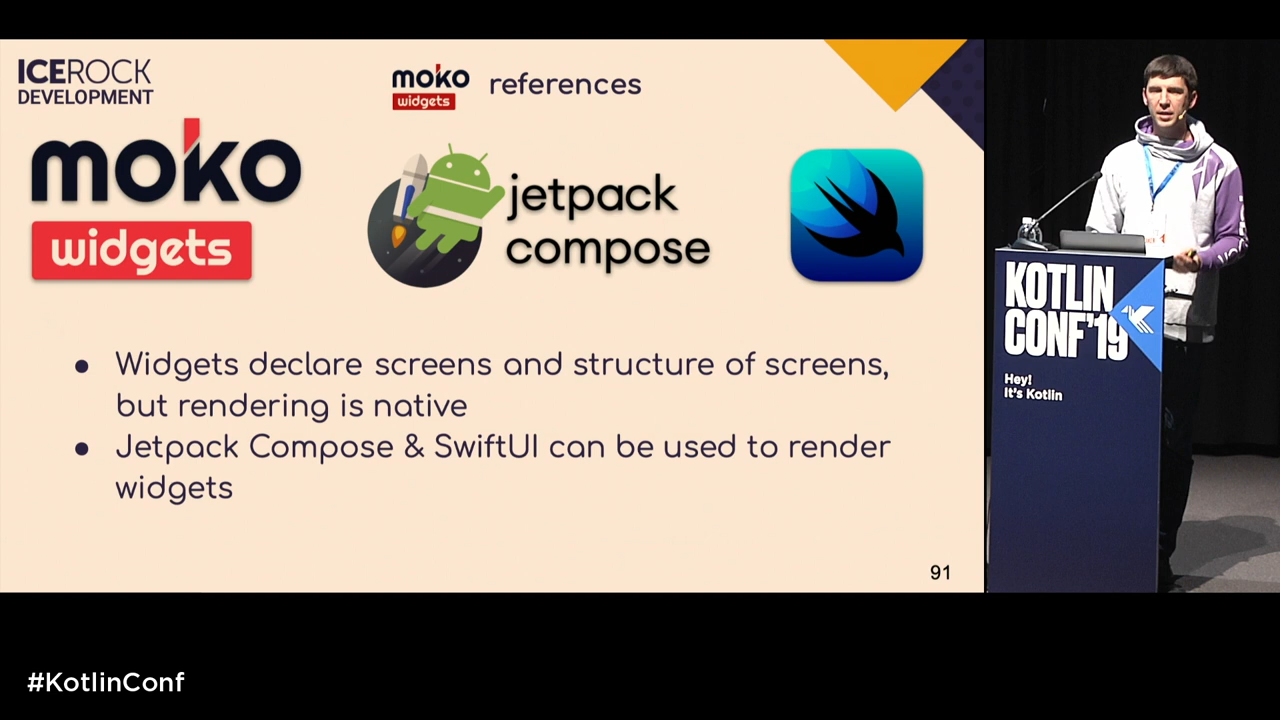 ICEROCK
DEVELOPMENT
moko
widgets
references
moko
widgets
jetpack
compose
● Widgets declare screens and structure of screens,
but rendering is native
● Jetpack Compose & SwiftUI can be used to render
widgets
91
KOTLIN
CONF'19
Hey!
It's Kotlin
#KotlinConf